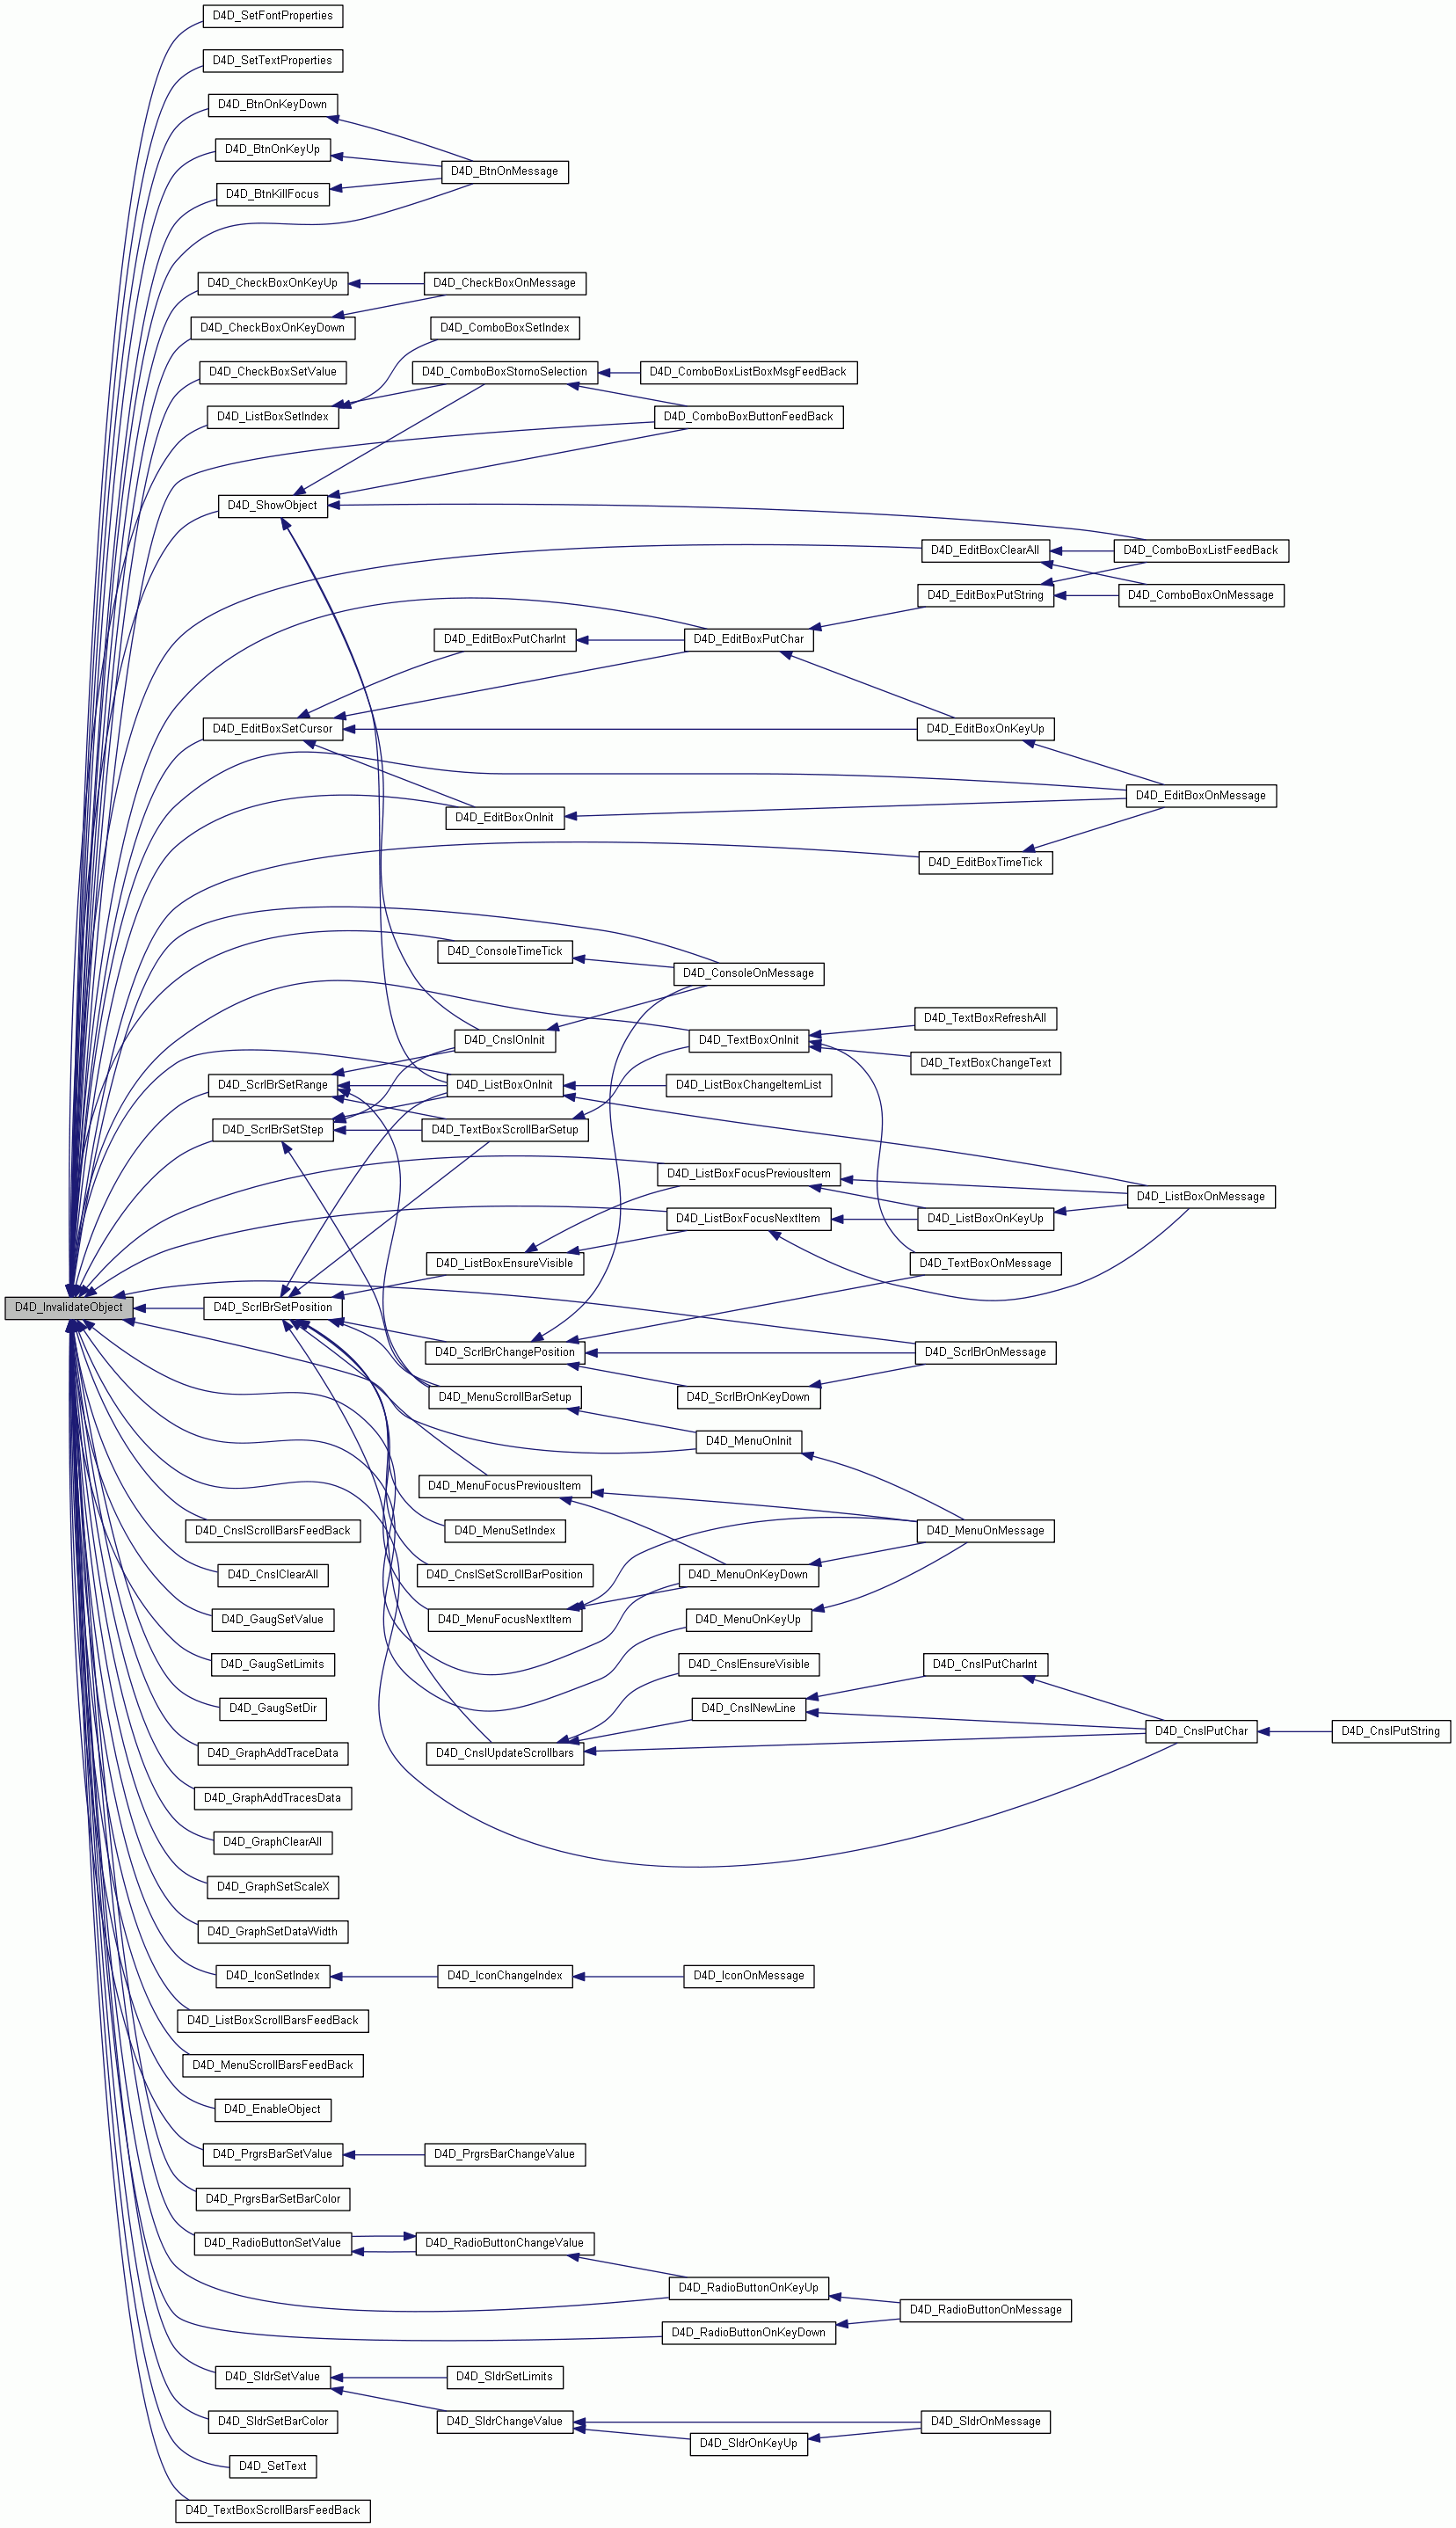 D4D_SetFontProperties
D4D_SetTextProperties
D4D_BtnOnKeyDown
D4D_BtnOnKeyUp
D4D_BtnOnMessage
D4D_BtnKillFocus
D4D_CheckBoxOnKeyUp
D4D_CheckBoxOnMessage
D4D_CheckBoxOnKeyDown
D4D_ComboBoxSetIndex
D4D_CheckBoxSetValue
D4D_ComboBoxStornoSelection
D4D_ComboBoxListBoxMsgFeedBack
D4D_ListBoxSetIndex
D4D_ComboBoxButtonFeedBack
D4D_ShowObject
D4D_EditBoxClearAll
D4D_ComboBoxListFeedBack
D4D_EditBoxPutString
D4D_ComboBoxOnMessage
D4D_EditBoxPutCharInt
D4D_EditBoxPutChar
D4D_EditBoxSetCursor
D4D_EditBoxOnKeyUp
D4D_EditBoxOnMessage
D4D_EditBoxOnInit
D4D_EditBoxTimeTick
D4D_ConsoleTimeTick
D4D_ConsoleOnMessage
D4D_TextBoxRefreshAll
D4D_CnslOnInit
D4D_TextBoxOnInit
D4D_TextBoxChangeText
D4D_ScrlBrSetRange
D4D_ListBoxOnInit
D4D_ListBoxChangeItemList
D4D_ScrlBrSetStep
D4D_TextBoxScrollBarSetup
D4D_ListBoxFocusPreviousItem
D4D_ListBoxOnMessage
D4D_ListBoxFocusNextItem
D4D_ListBoxOnKeyUp
D4D_ListBoxEnsureVisible
D4D_TextBoxOnMessage
D4D_InvalidateObject
D4D_ScrlBrSetPosition
D4D_ScrlBrChangePosition
D4D_ScrlBrOnMessage
D4D_MenuScrollBarSetup
D4D_ScrlBrOnKeyDown
D4D_MenuOnInit
D4D_MenuFocusPreviousItem
D4D_CnslScrollBarsFeedBack
D4D_MenuSetIndex
D4D_MenuOnMessage
D4D_CnslClearAll
D4D_CnslSetScrollBarPosition
D4D_MenuOnKeyDown
D4D_GaugSetValue
D4D_MenuFocusNextItem
D4D_MenuOnKeyUp
D4D_GaugSetLimits
D4D_CnslEnsureVisible
D4D_CnslPutCharInt
D4D_GaugSetDir
D4D_CnslNewLine
D4D_CnslPutChar
D4D_CnslPutString
D4D_GraphAddTraceData
D4D_CnslUpdateScrollbars
D4D_GraphAddTracesData
D4D_GraphClearAll
D4D_GraphSetScaleX
D4D_GraphSetDataWidth
D4D_IconSetIndex
D4D_IconChangeIndex
D4D_IconOnMessage
D4D_ListBoxScrollBarsFeedBack
D4D_MenuScrollBarsFeedBack
D4D_EnableObject
D4D_PrgrsBarSetValue
D4D_PrgrsBarChangeValue
D4D_PrgrsBarSetBarColor
D4D_RadioButtonSetValue
D4D_RadioButtonChangeValue
D4D_RadioButtonOnKeyUp
D4D_RadioButtonOnMessage
D4D_RadioButtonOnKeyDown
D4D_SldrSetValue
D4D_SldrSetLimits
D4D_SldrSetBarColor
D4D_SldrChangeValue
D4D_SldrOnMessage
D4D_SldrOnKeyUp
D4D_SetText
D4D_TextBoxScrollBarsFeedBack